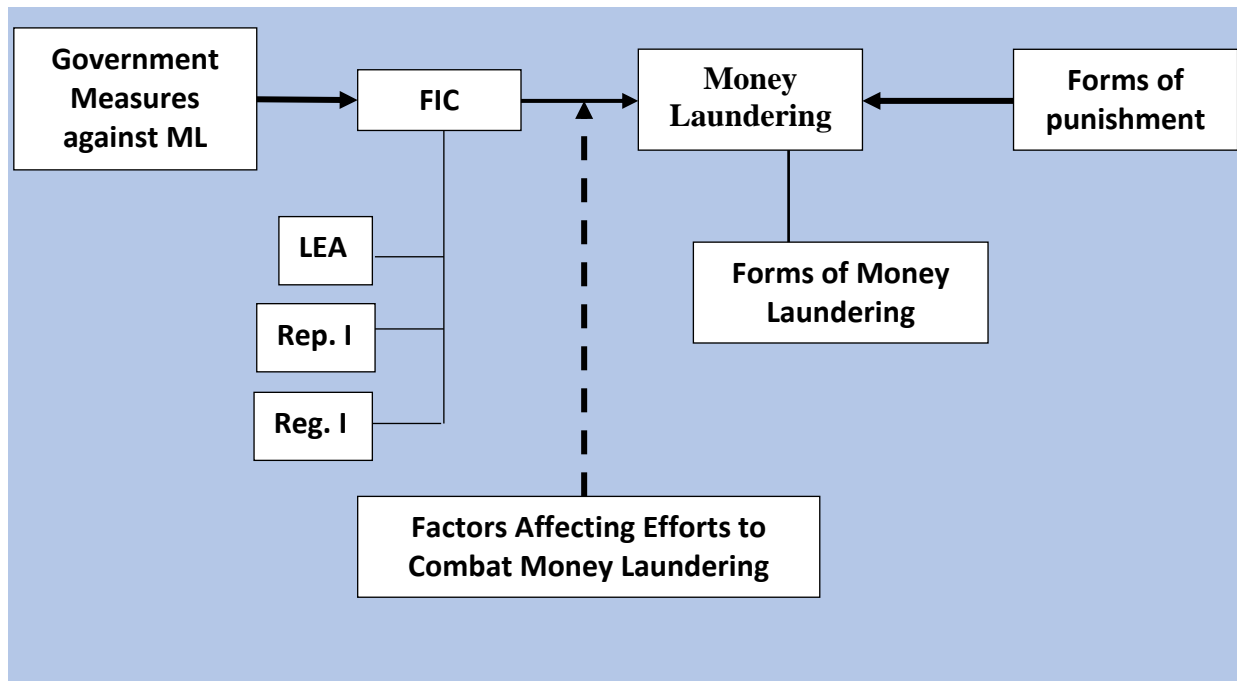 Government
Measures
against ML
FIC
Money
Laundering
Forms of
punishment
LEA
Rep. I
Reg. I
Forms of Money
Laundering
Factors Affecting Efforts to
Combat Money Laundering